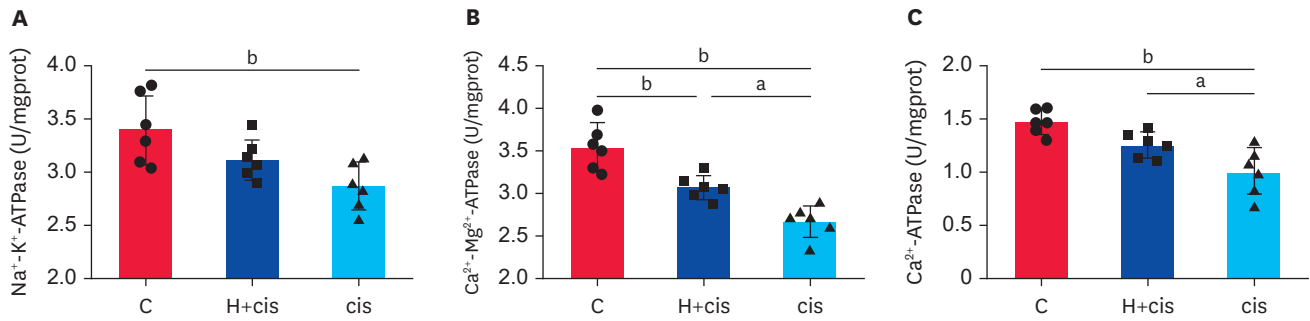 A
Na⁺-K⁺-ATPase (U/mgprot)
4.0
3.5
3.0
2.5
2.0
b
C
H+cis
cis
B
Ca²⁺-Mg²⁺-ATPase (U/mgprot)
4.5
4.0
3.5
3.0
2.5
2.0
b
b
a
C
H+cis
cis
C
Ca²⁺-ATPase (U/mgprot)
2.0
1.5
1.0
0.5
0
b
a
C
H+cis
cis